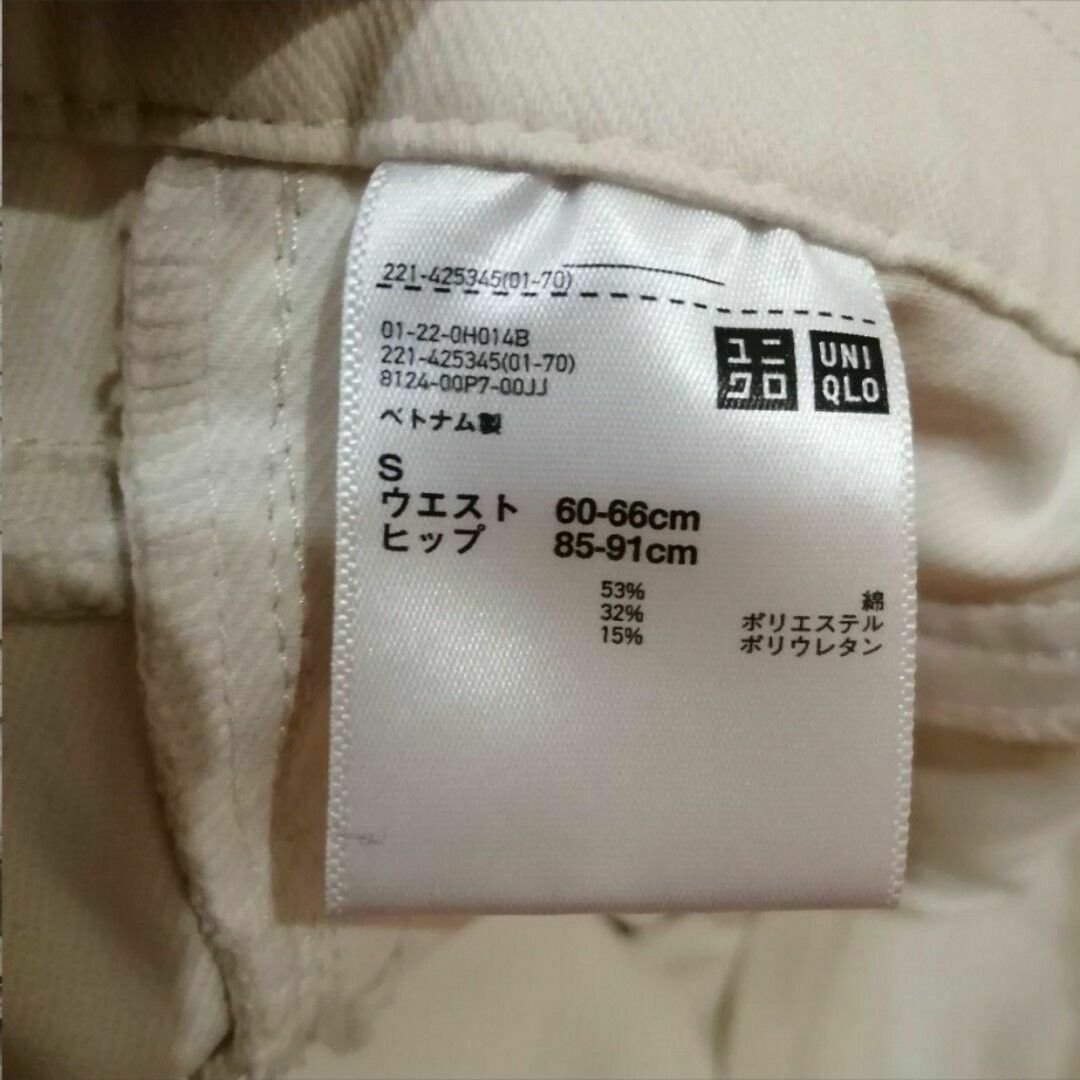 221-425345(01-70)
01-22-0H014B
221-425345(01-70)
8124-00P7-00JJ
ユニ
クロ
UNI
QLO
ベトナム製
S
ウエスト 60-66cm
ヒップ 85-91cm
53% 綿
32% ポリエステル
15% ポリウレタン